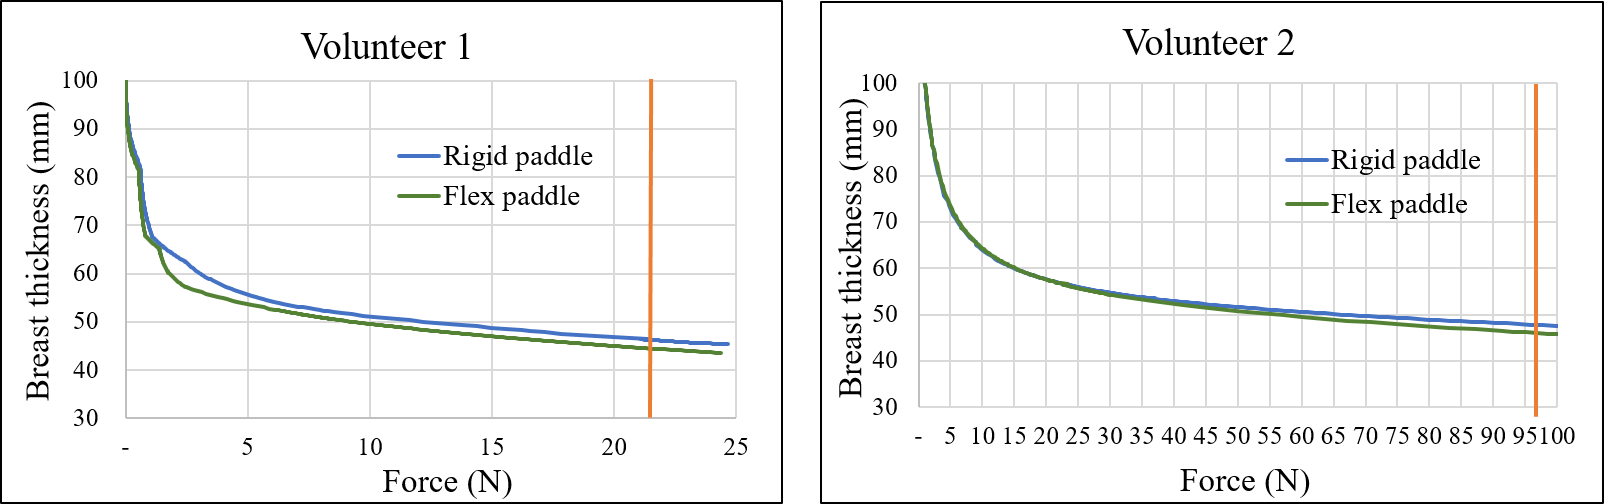 Volunteer 1
100
90
80
70
60
50
40
30
Breast thickness (mm)
Rigid paddle
Flex paddle
- 5 10 15 20 25
Force (N)
Volunteer 2
100
90
80
70
60
50
40
30
Breast thickness (mm)
Rigid paddle
Flex paddle
- 5 10 15 20 25 30 35 40 45 50 55 60 65 70 75 80 85 90 95 100
Force (N)